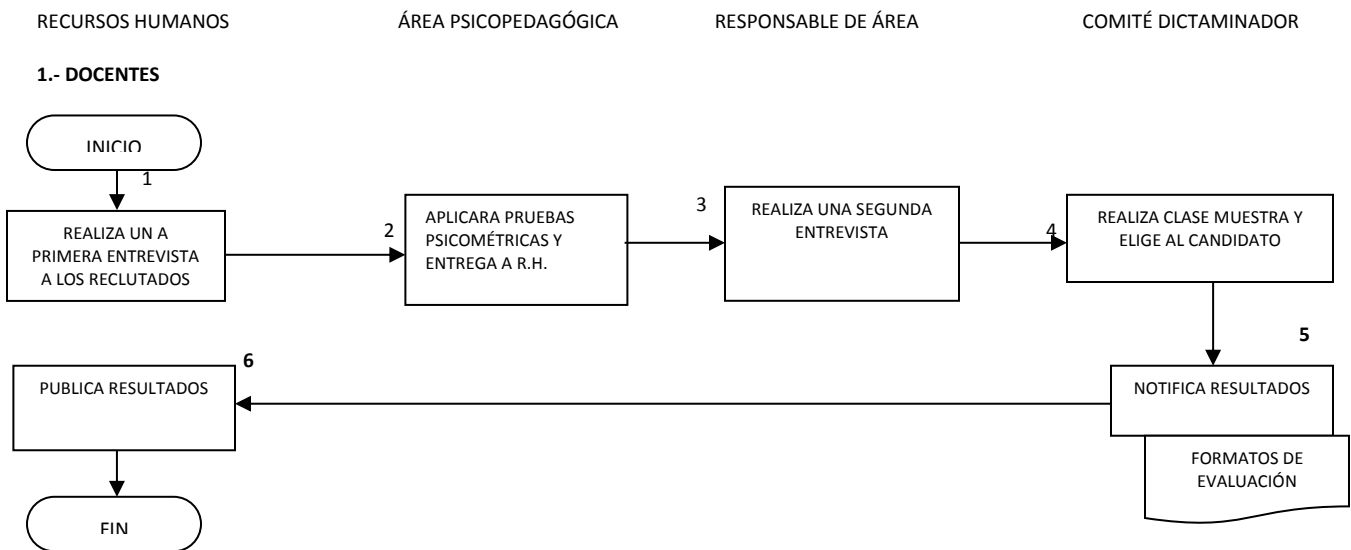 RECURSOS HUMANOS
ÁREA PSICOPEDAGÓGICA
RESPONSABLE DE ÁREA
COMITÉ DICTAMINADOR
1.- DOCENTES
INICIO
1
REALIZA UN A
PRIMERA ENTREVISTA
A LOS RECLUTADOS
2
APLICARA PRUEBAS
PSICOMÉTRICAS Y
ENTREGA A R.H.
3
REALIZA UNA SEGUNDA
ENTREVISTA
4
REALIZA CLASE MUESTRA Y
ELIGE AL CANDIDATO
5
NOTIFICA RESULTADOS
FORMATOS DE
EVALUACIÓN
6
PUBLICA RESULTADOS
FIN